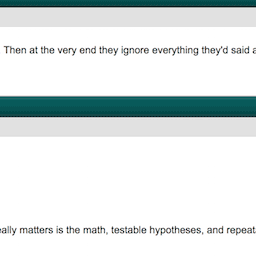 Then at the very end they ignore everything they'd said a
eally matters is the math, testable hypotheses, and repeat